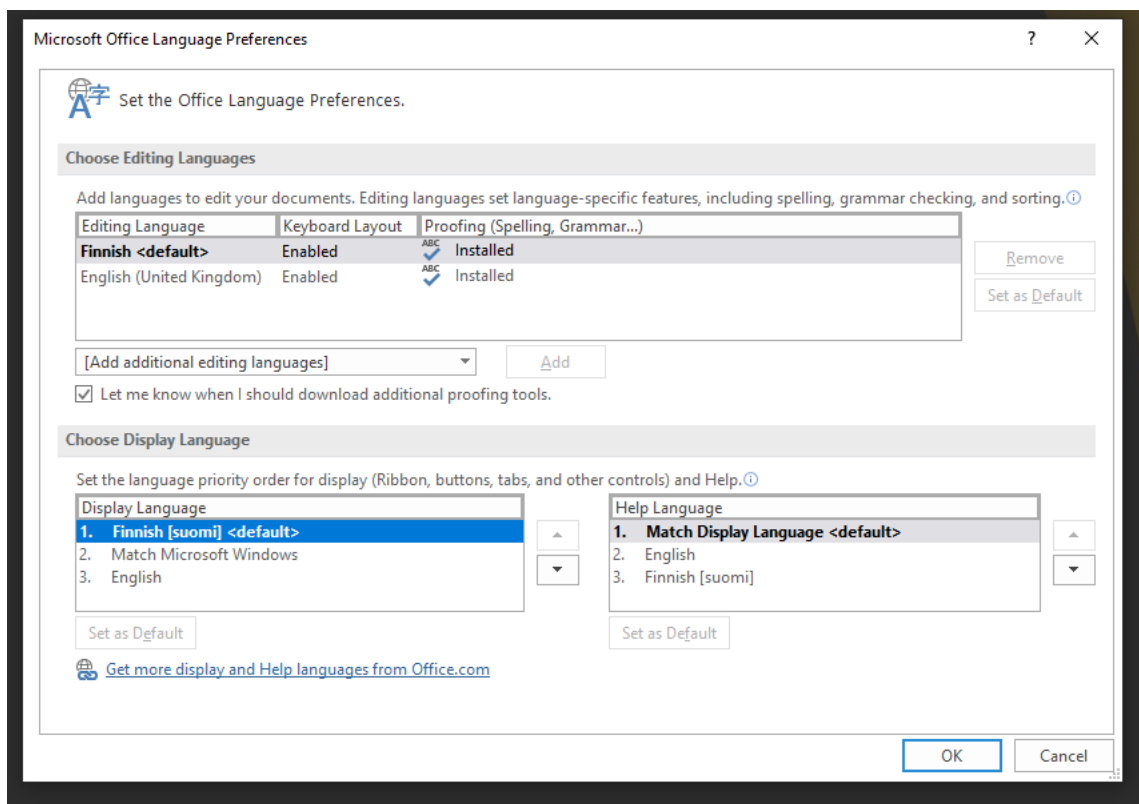 Microsoft Office Language Preferences
Set the Office Language Preferences.
Choose Editing Languages
Add languages to edit your documents. Editing languages set language-specific features, including spelling, grammar checking, and sorting.
Editing Language Keyboard Layout Proofing (Spelling, Grammar...)
Finnish <default> Enabled ABC Installed
English (United Kingdom) Enabled ABC Installed
Remove
Set as Default
[Add additional editing languages] Add
Let me know when I should download additional proofing tools.
Choose Display Language
Set the language priority order for display (Ribbon, buttons, tabs, and other controls) and Help.
Display Language
1. Finnish [suomi] <default>
2. Match Microsoft Windows
3. English
Set as Default
Help Language
1. Match Display Language <default>
2. English
3. Finnish [suomi]
Set as Default
Get more display and Help languages from Office.com
OK Cancel